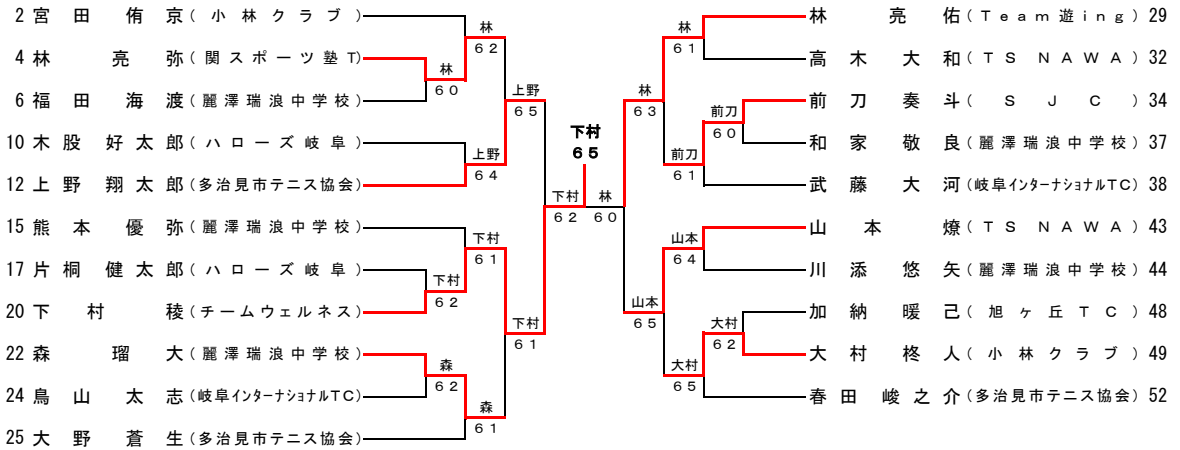 2 宮田侑京(小林クラブ)
4 林亮弥(関スポーツ塾T)
6 福田海渡(麗澤瑞浪中学校)
10 木股好太郎(ハローズ岐阜)
12 上野翔太郎(多治見市テニス協会)
15 熊本優弥(麗澤瑞浪中学校)
17 片桐健太郎(ハローズ岐阜)
20 下村稜(チームウェルネス)
22 森瑠大(麗澤瑞浪中学校)
24 鳥山太志(岐阜インターナショナルTC)
25 大野蒼生(多治見市テニス協会)
林
60
下村
62
森
62
林
62
上野
64
下村
61
森
61
上野
65
下村
61
下村
62
下村
65
林
60
林
63
山本
65
林
61
前刀
61
山本
64
大村
65
前刀
60
大村
62
林亮佑(Team遊ing) 29
高木大和(TS NAWA) 32
前刀奏斗(SJC) 34
和家敬良(麗澤瑞浪中学校) 37
武藤大河(岐阜インターナショナルTC) 38
山本燎(TS NAWA) 43
川添悠矢(麗澤瑞浪中学校) 44
加納暖己(旭ヶ丘TC) 48
大村柊人(小林クラブ) 49
春田峻之介(多治見市テニス協会) 52